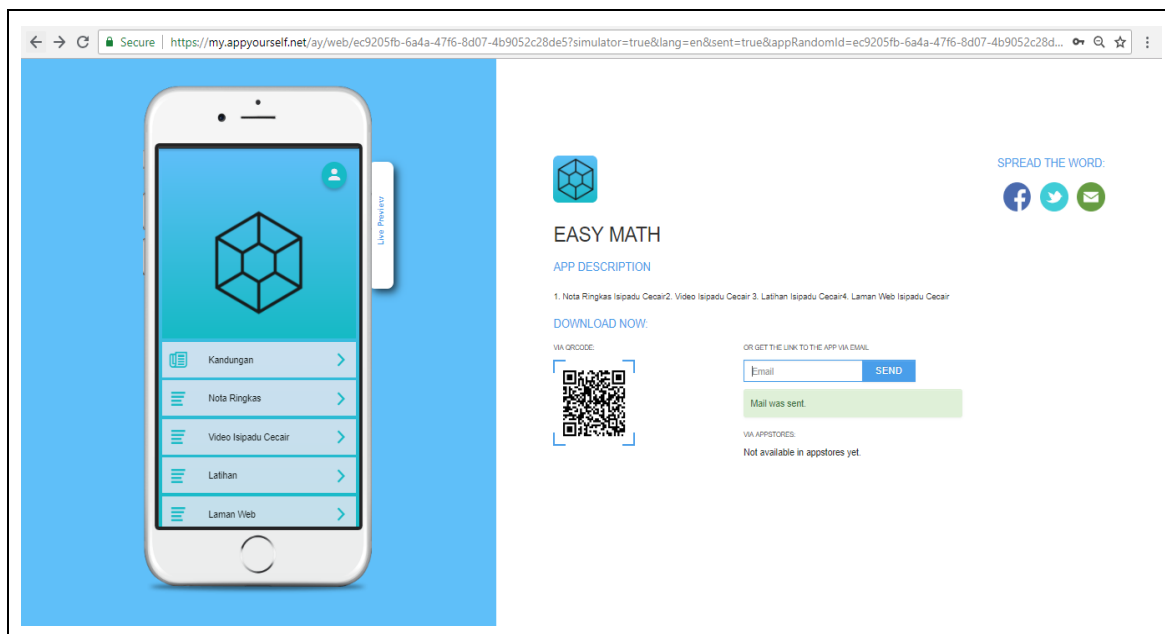 Secure https://my.appyourself.net/ay/web/ec9205fb-6a4a-47f6-8d07-4b9052c28de5?simulator=true&lang=en&sent=true&appRandomId=ec9205fb-6a4a-47f6-8d07-4b9052c28d...
Live Preview
Kandungan
Nota Ringkas
Video Isipadu Cecair
Latihan
Laman Web
SPREAD THE WORD:
EASY MATH
APP DESCRIPTION
1. Nota Ringkas Isipadu Cecair2. Video Isipadu Cecair 3. Latihan Isipadu Cecair4. Laman Web Isipadu Cecair
DOWNLOAD NOW:
VIA QRCODE:
OR GET THE LINK TO THE APP VIA EMAIL
Email
SEND
Mail was sent.
VIA APPSTORES:
Not available in appstores yet.